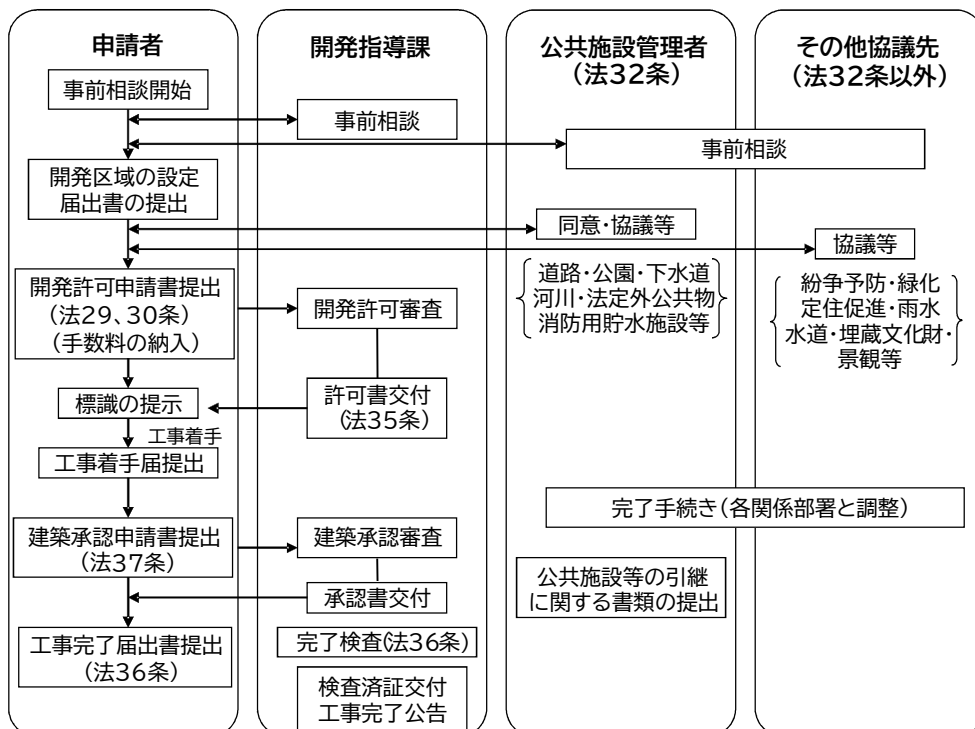 申請者
事前相談開始
開発区域の設定
届出書の提出
開発許可申請書提出
(法29、30条)
(手数料の納入)
標識の提示
工事着手
工事着手届提出
建築承認申請書提出
(法37条)
工事完了届出書提出
(法36条)
開発指導課
事前相談
開発許可審査
許可書交付
(法35条)
建築承認審査
承認書交付
完了検査(法36条)
検査済証交付
工事完了公告
公共施設管理者
(法32条)
その他協議先
(法32条以外)
事前相談
同意・協議等
道路・公園・下水道
河川・法定外公共物
消防用貯水施設等
協議等
紛争予防・緑化
定住促進・雨水
水道・埋蔵文化財・
景観等
完了手続き(各関係部署と調整)
公共施設等の引継
に関する書類の提出